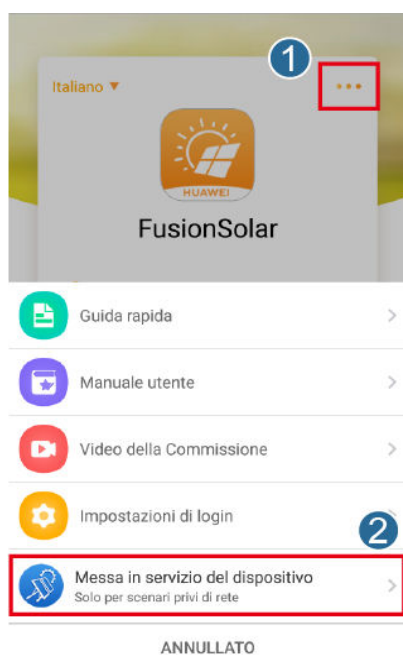 1
Italiano ▼
•••
HUAWEI
FusionSolar
Guida rapida
Manuale utente
Video della Commissione
Impostazioni di login
2
Messa in servizio del dispositivo
Solo per scenari privi di rete
ANNULLATO